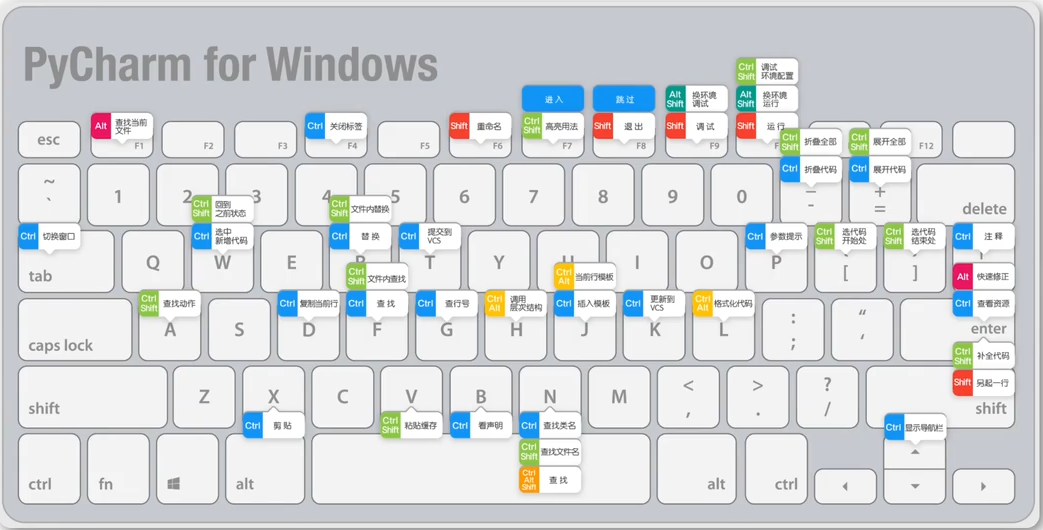 PyCharm for Windows
Ctrl Shift 调试 环境配置
进入
跳过
Alt Shift 换环境 调试
Alt Shift 换环境 运行
Alt 查找当前 文件
Ctrl 关闭标签
Shift 重命名
Ctrl Shift 高亮用法
Shift 退出
Shift 调试
Shift 运行
esc
F1
F2
F3
F4
F5
F6
F7
F8
F9
F12
Ctrl Shift 折叠全部
Ctrl Shift 展开全部
Ctrl 折叠代码
Ctrl 展开代码
~ `
1
2
3
4
5
6
7
8
9
0
- -
+ =
delete
Ctrl Shift 回到 之前状态
Ctrl Shift 文件内替换
Ctrl 切换窗口
Ctrl 选中 新增代码
Ctrl 替换
Ctrl 提交到 VCS
Ctrl 参数提示
Ctrl Shift 选代码 开始处
Ctrl Shift 选代码 结束处
Ctrl 注释
tab
Q
W
E
R
T
Y
U
I
O
P
[
]
Ctrl Shift 文件内查找
Ctrl Alt 当前行模板
Alt 快速修正
Ctrl Shift 查找动作
Ctrl 复制当前行
Ctrl 查找
Ctrl 查行号
Ctrl Alt 调用 层次结构
Ctrl 插入模板
Ctrl 更新到 VCS
Ctrl Alt 格式化代码
Ctrl 查看资源
caps lock
A
S
D
F
G
H
J
K
L
: ;
“ ,
enter
Ctrl Shift 补全代码
Shift 另起一行
shift
Z
X
C
V
B
N
M
< ,
> .
? /
shift
Ctrl 剪贴
Ctrl Shift 粘贴缓存
Ctrl 看声明
Ctrl 查找类名
Ctrl 显示导航栏
Ctrl Shift 查找文件名
Ctrl Alt Shift 查找
ctrl
fn
alt
alt
ctrl